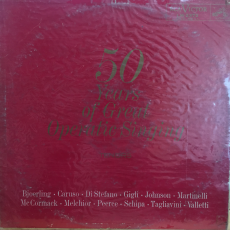 50
Years
of Great
Operatic Singing
Bjoerling - Caruso - Di Stefano - Gigli - Johnson - Martinelli
McCormack - Melchior - Peerce - Schipa - Tagliavini - Valletti